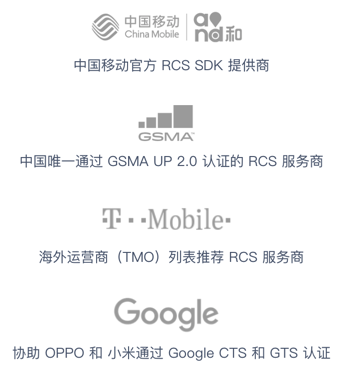 中国移动 and和
China Mobile
中国移动官方 RCS SDK 提供商
GSMA
中国唯一通过 GSMA UP 2.0 认证的 RCS 服务商
T··Mobile·
海外运营商（TMO）列表推荐 RCS 服务商
Google
协助 OPPO 和 小米通过 Google CTS 和 GTS 认证